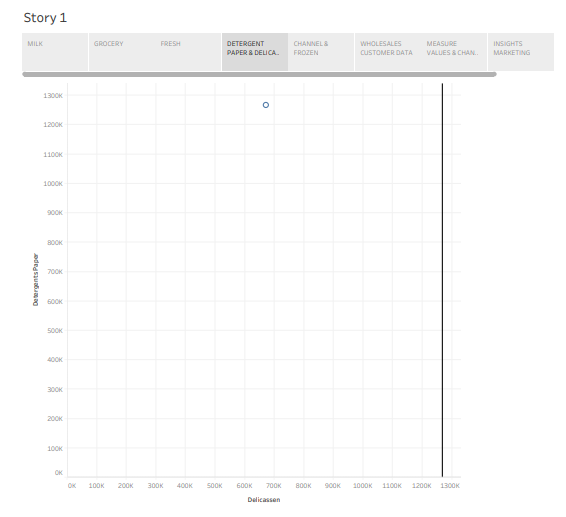 Story 1
MILK
GROCERY
FRESH
DETERGENT
PAPER & DELICA..
CHANNEL &
FROZEN
WHOLESALES
CUSTOMER DATA
MEASURE
VALUES & CHAN..
INSIGHTS
MARKETING
1300K
1200K
1100K
1000K
900K
800K
700K
600K
500K
400K
300K
200K
100K
0K
Detergents Paper
0K 100K 200K 300K 400K 500K 600K 700K 800K 900K 1000K 1100K 1200K 1300K
Delicassen